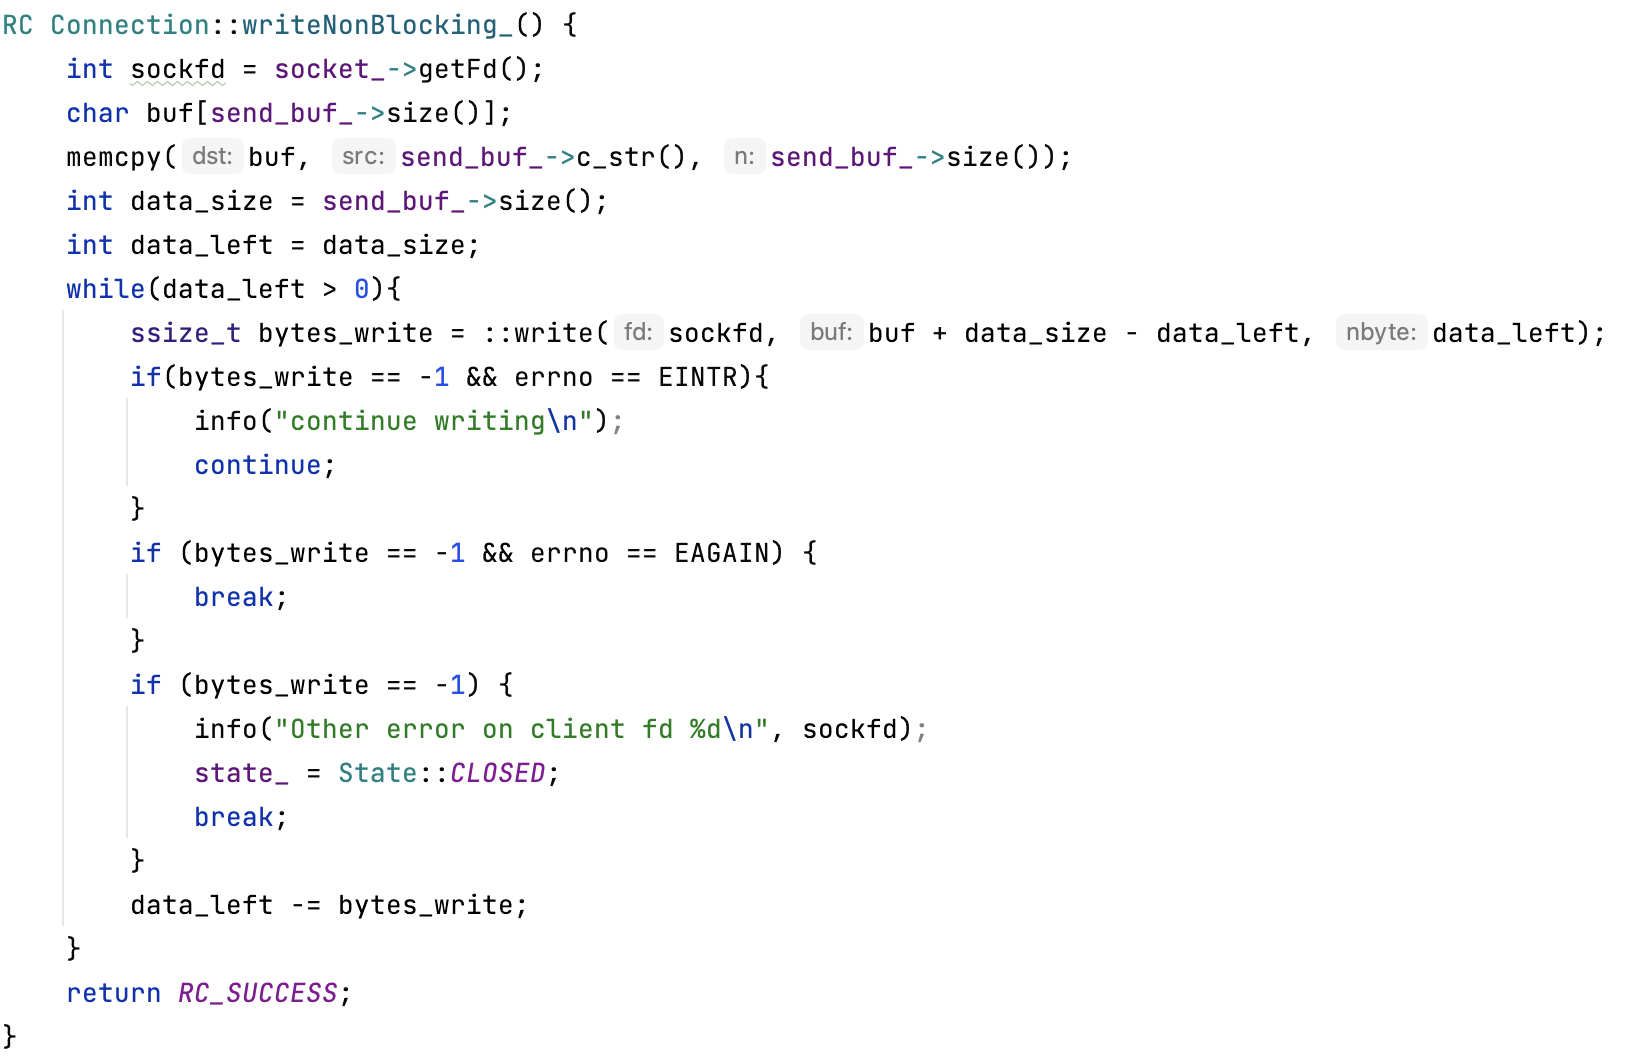 RC Connection::writeNonBlocking_() {
    int sockfd = socket_->getFd();
    char buf[send_buf_->size()];
    memcpy( dst: buf, src: send_buf_->c_str(), n: send_buf_->size());
    int data_size = send_buf_->size();
    int data_left = data_size;
    while(data_left > 0){
        ssize_t bytes_write = ::write( fd: sockfd, buf: buf + data_size - data_left, nbyte: data_left);
        if(bytes_write == -1 && errno == EINTR){
            info("continue writing\n");
            continue;
        }
        if (bytes_write == -1 && errno == EAGAIN) {
            break;
        }
        if (bytes_write == -1) {
            info("Other error on client fd %d\n", sockfd);
            state_ = State::CLOSED;
            break;
        }
        data_left -= bytes_write;
    }
    return RC_SUCCESS;
}